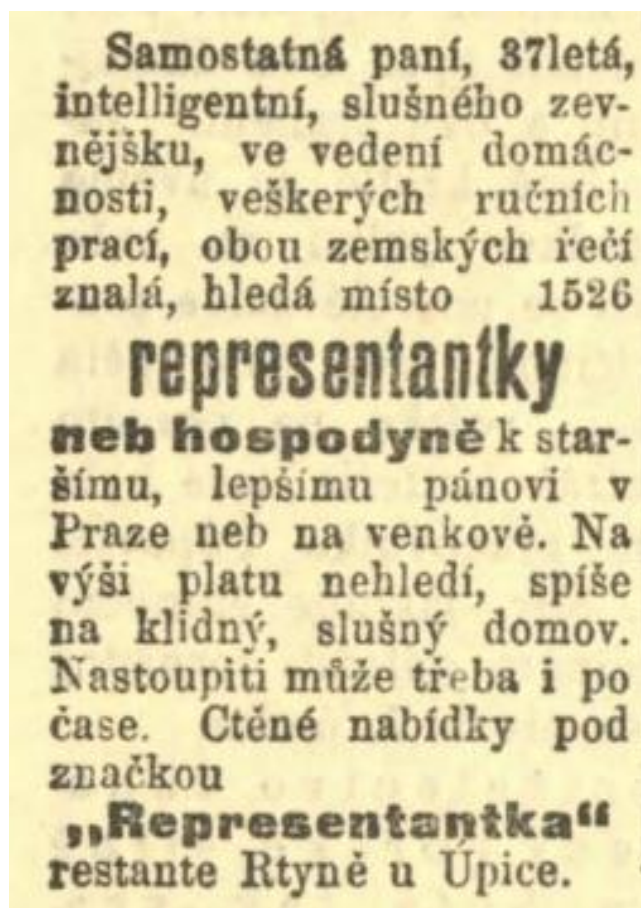 Samostatná paní, 37letá,
intelligentní, slušného zev-
nějšku, ve vedení domác-
nosti, veškerých ručních
prací, obou zemských řečí
znalá, hledá místo 1526
representantky
neb hospodyně k star-
šímu, lepšímu pánovi v
Praze neb na venkově. Na
výši platu nehledí, spíše
na klidný, slušný domov.
Nastoupiti může třeba i po
čase. Ctěné nabídky pod
značkou
„Representantka“
restante Rtyně u Úpice.